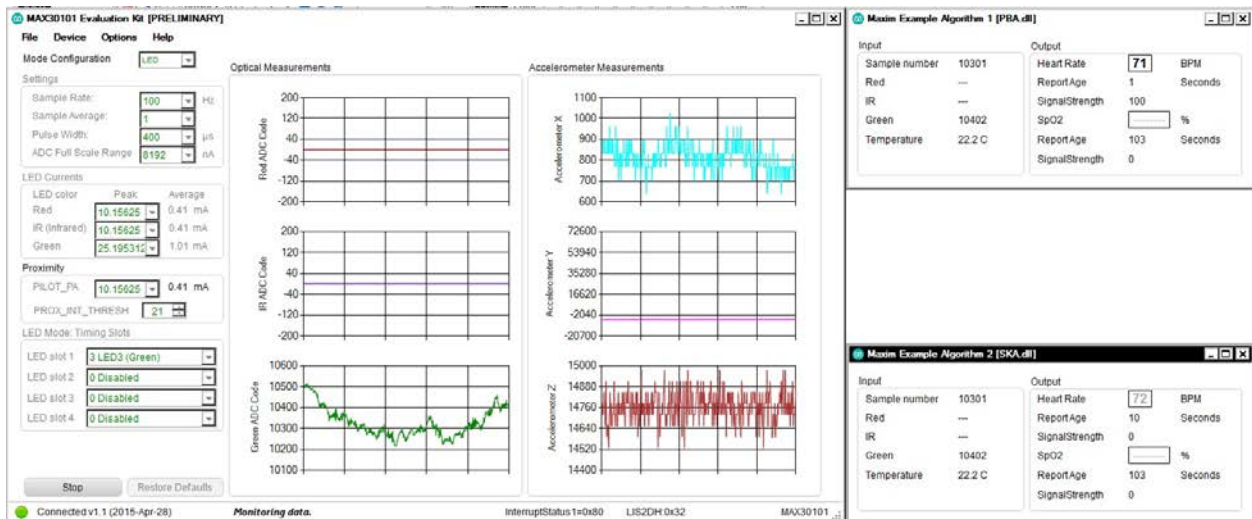 MAX30101 Evaluation Kit [PRELIMINARY]
File Device Options Help
Mode Configuration LED
Settings
Sample Rate: 100 Hz
Sample Average: 1
Pulse Width: 400 µs
ADC Full Scale Range 8192 nA
LED Currents
LED color Peak Average
Red 10.15625 0.41 mA
IR (Infrared) 10.15625 0.41 mA
Green 25.195312 1.01 mA
Proximity
PILOT_PA 10.15625 0.41 mA
PROX_INT_THRESH 21
LED Mode: Timing Slots
LED slot 1 3 LED3 (Green)
LED slot 2 0 Disabled
LED slot 3 0 Disabled
LED slot 4 0 Disabled
Stop Restore Defaults
Optical Measurements
Red ADC Code
200
120
40
-40
-120
-200
IR ADC Code
200
120
40
-40
-120
-200
Green ADC Code
10600
10500
10400
10300
10200
10100
Accelerometer Measurements
Accelerometer X
1100
1000
900
800
700
600
Accelerometer Y
72600
53940
35280
16620
-2040
-20700
Accelerometer Z
15000
14880
14760
14640
14520
14400
Connected v1.1 (2015-Apr-28) Monitoring data. InterruptStatus1=0x80 LIS2DH:0x32 MAX30101
Maxim Example Algorithm 1 [PBA.dll]
Input
Sample number 10301
Red ---
IR ---
Green 10402
Temperature 22.2 C
Output
Heart Rate 71 BPM
ReportAge 1 Seconds
SignalStrength 100
SpO2 %
ReportAge 103 Seconds
SignalStrength 0
Maxim Example Algorithm 2 [SKA.dll]
Input
Sample number 10301
Red ---
IR ---
Green 10402
Temperature 22.2 C
Output
Heart Rate 72 BPM
ReportAge 10 Seconds
SignalStrength 0
SpO2 %
ReportAge 103 Seconds
SignalStrength 0